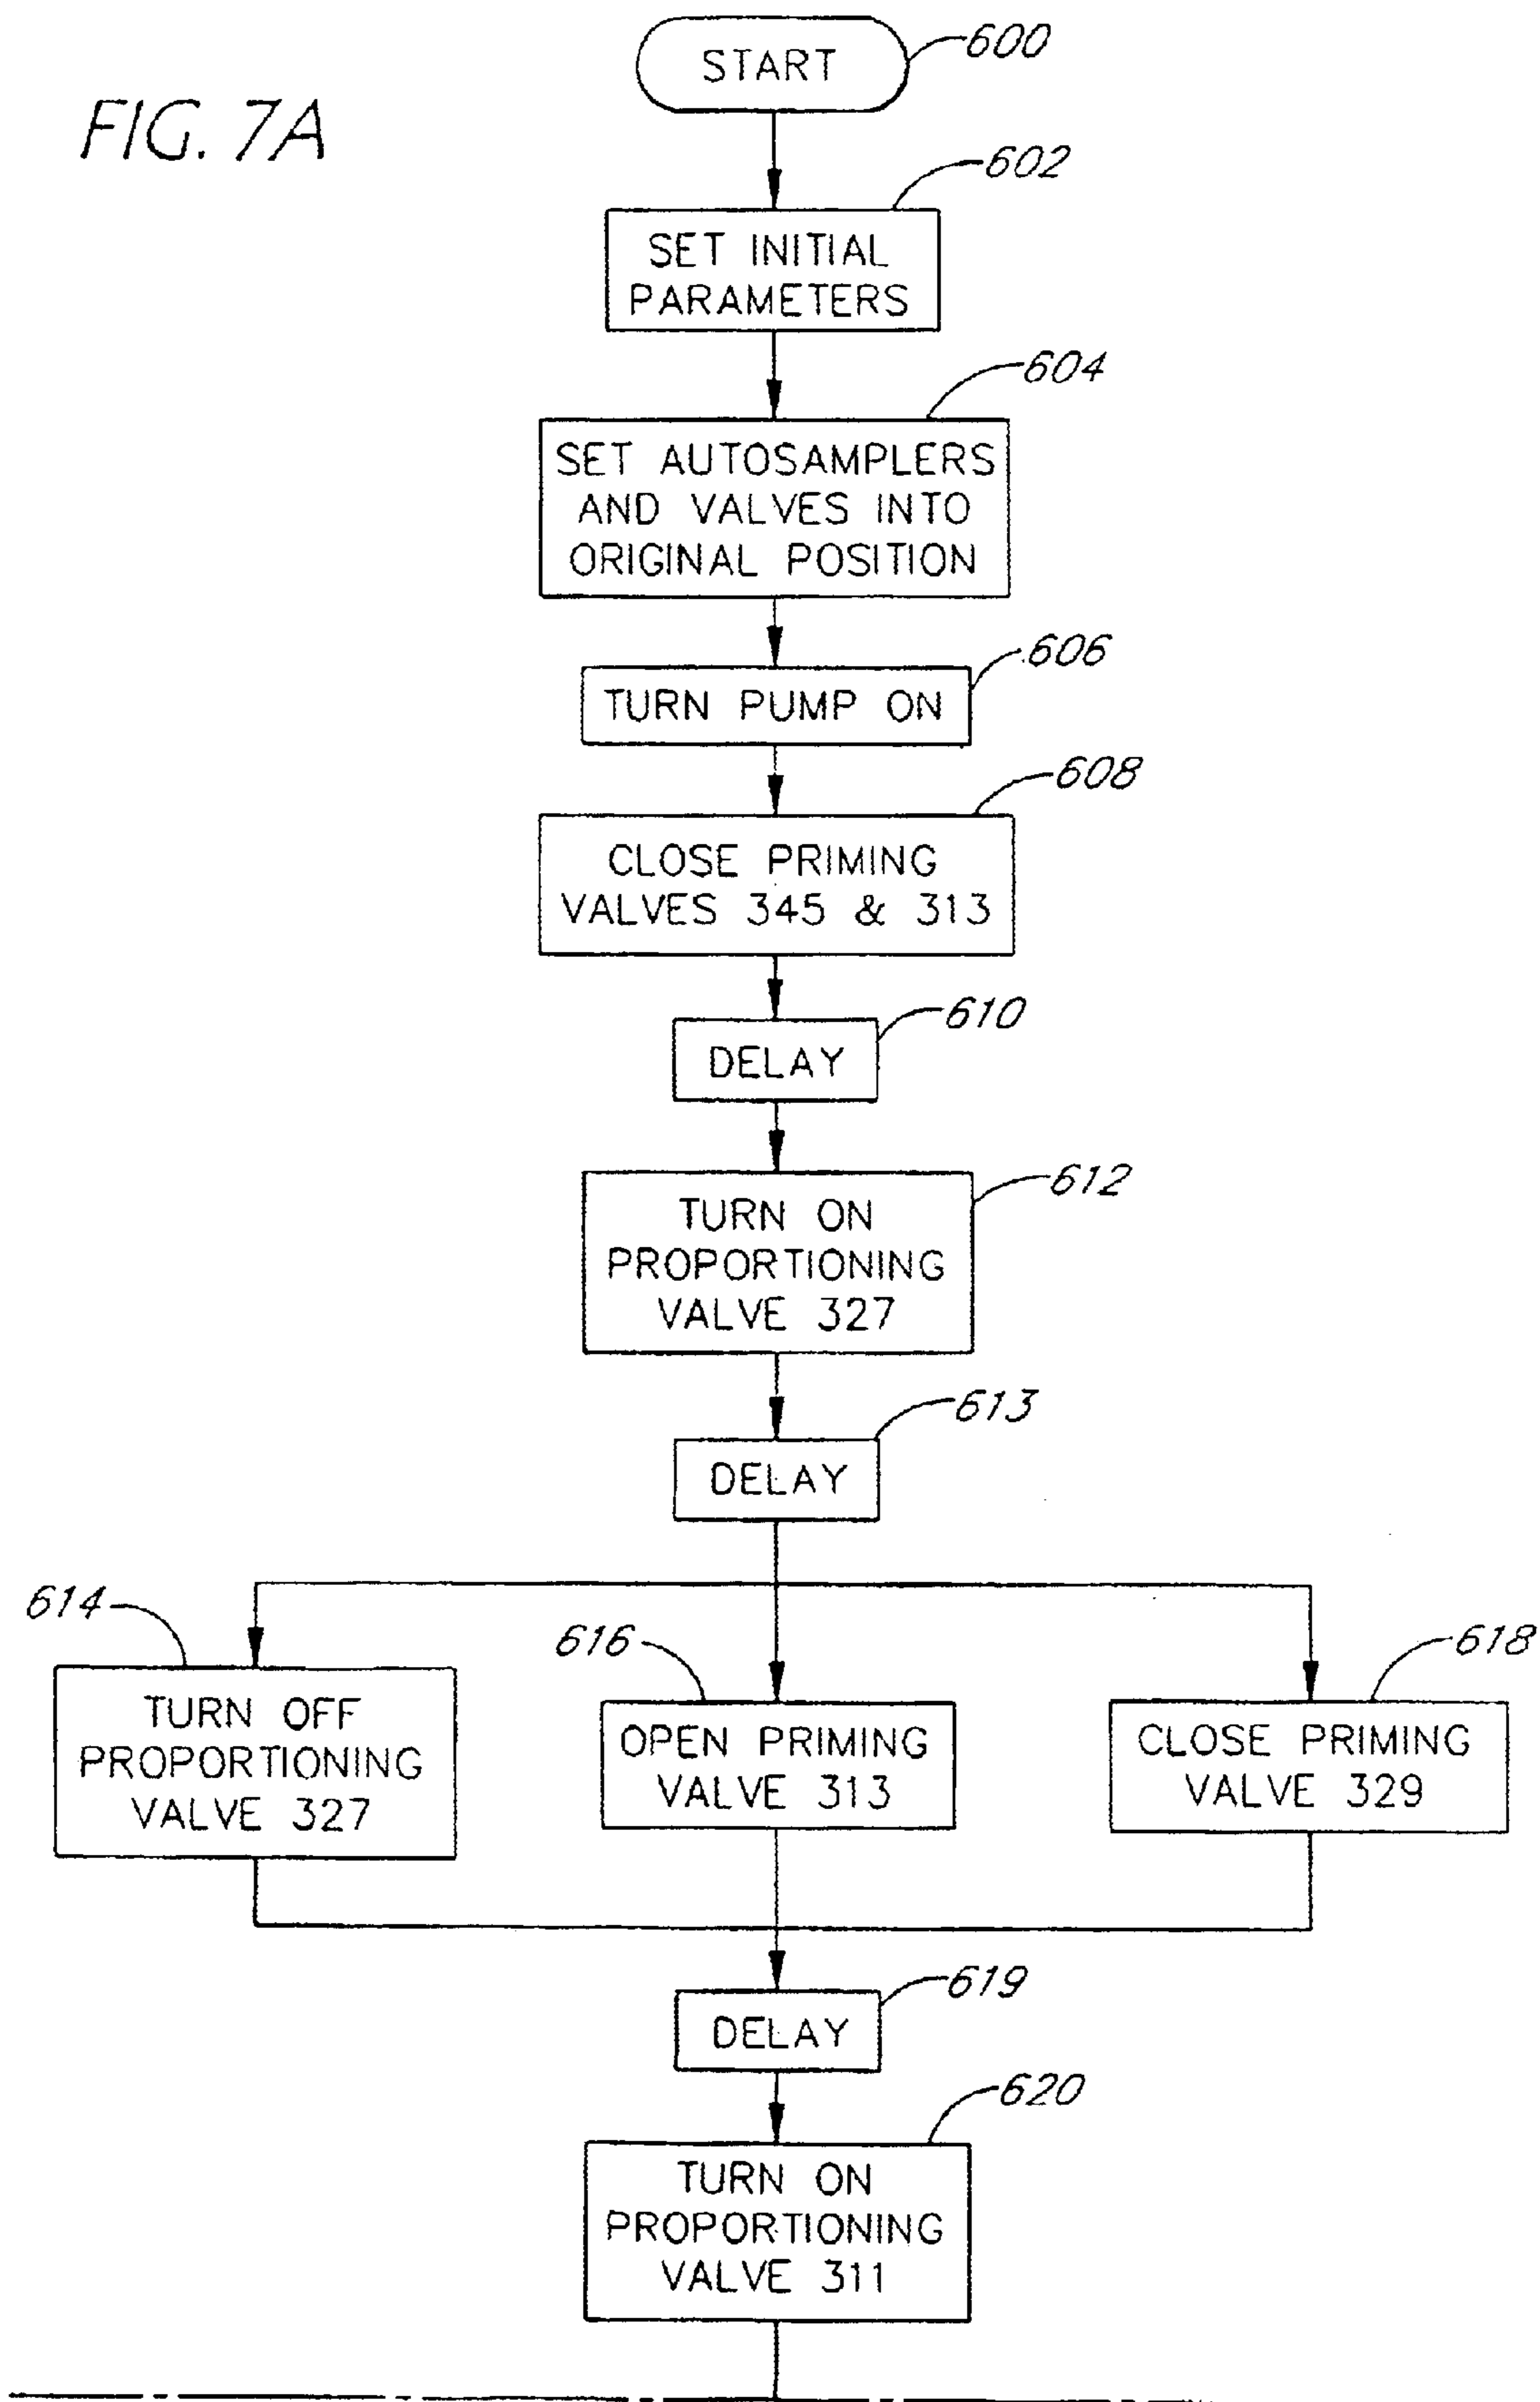 FIG. 7A
START
600
602
SET INITIAL
PARAMETERS
604
SET AUTOSAMPLERS
AND VALVES INTO
ORIGINAL POSITION
606
TURN PUMP ON
608
CLOSE PRIMING
VALVES 345 & 313
610
DELAY
612
TURN ON
PROPORTIONING
VALVE 327
613
DELAY
614
TURN OFF
PROPORTIONING
VALVE 327
616
OPEN PRIMING
VALVE 313
618
CLOSE PRIMING
VALVE 329
619
DELAY
620
TURN ON
PROPORTIONING
VALVE 311